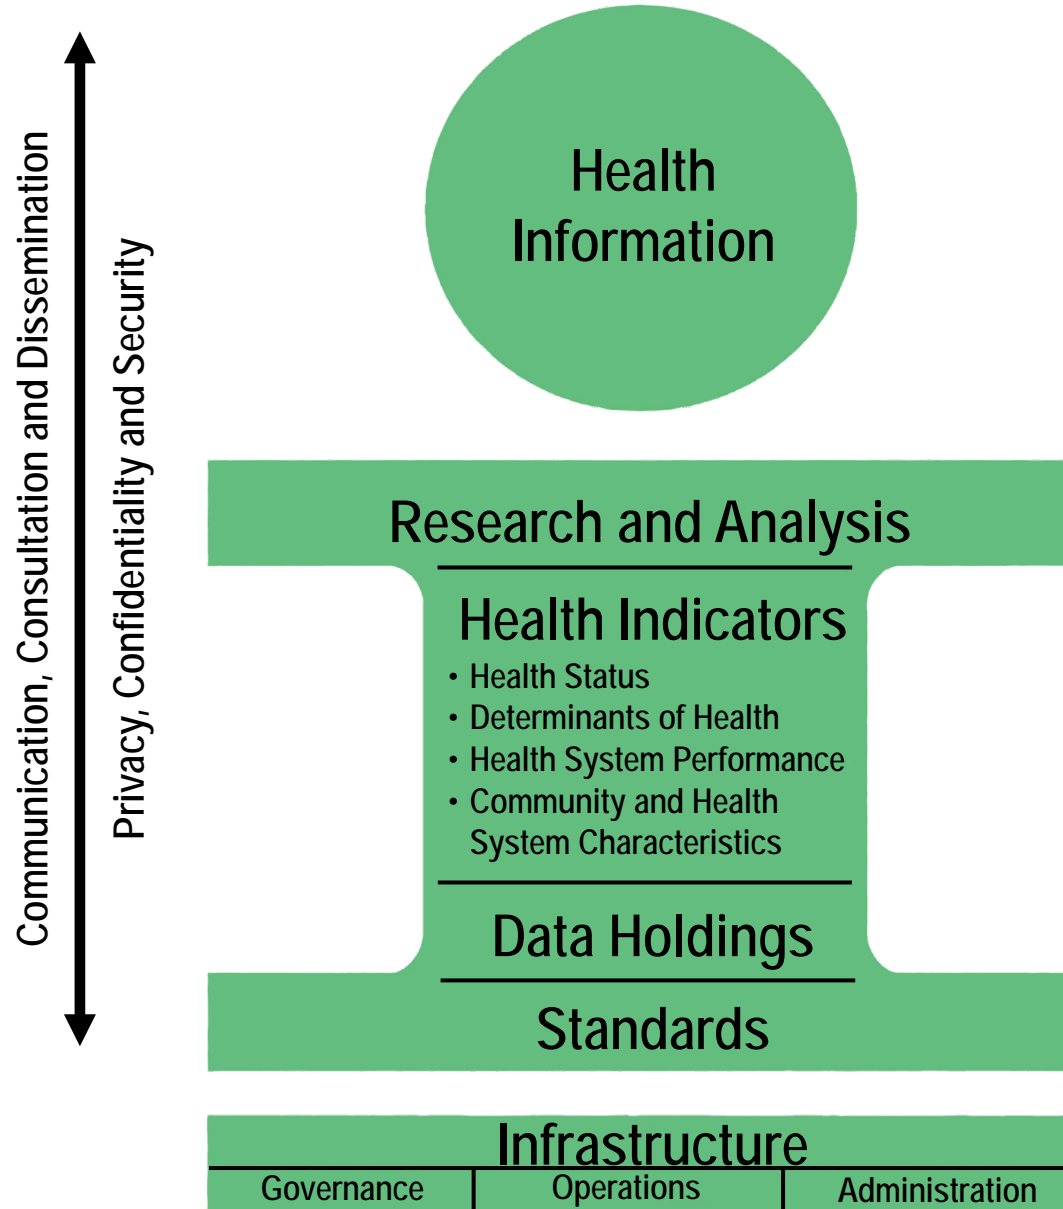 Communication, Consultation and Dissemination
Privacy, Confidentiality and Security
Health
Information
Research and Analysis
Health Indicators
• Health Status
• Determinants of Health
• Health System Performance
• Community and Health
System Characteristics
Data Holdings
Standards
Infrastructure
Governance
Operations
Administration